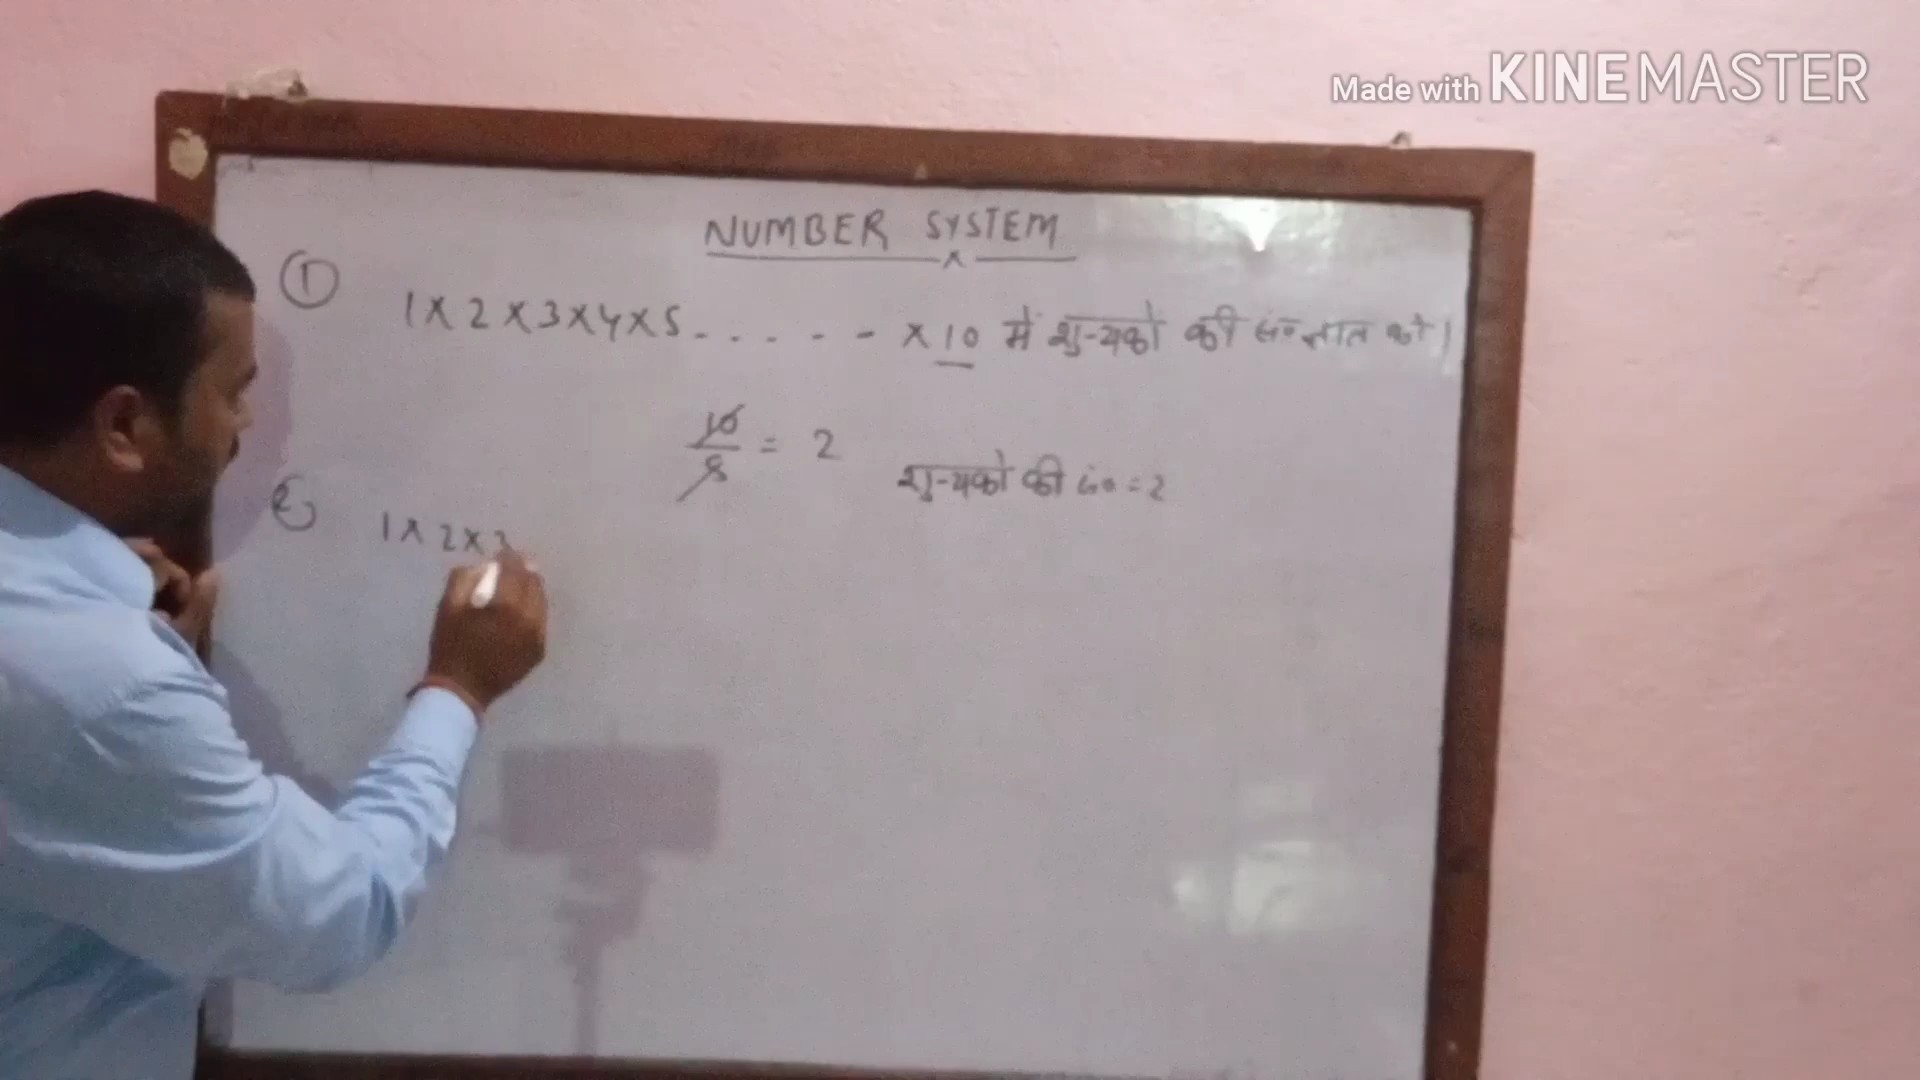 Made with KINEMASTER
NUMBER SYSTEM
① 1×2×3×4×5. . . . - - ×10 में शुन्यको की सं० ज्ञात करे।
10/5 = 2 शुन्यको की सं० = 2
② 1×2×3